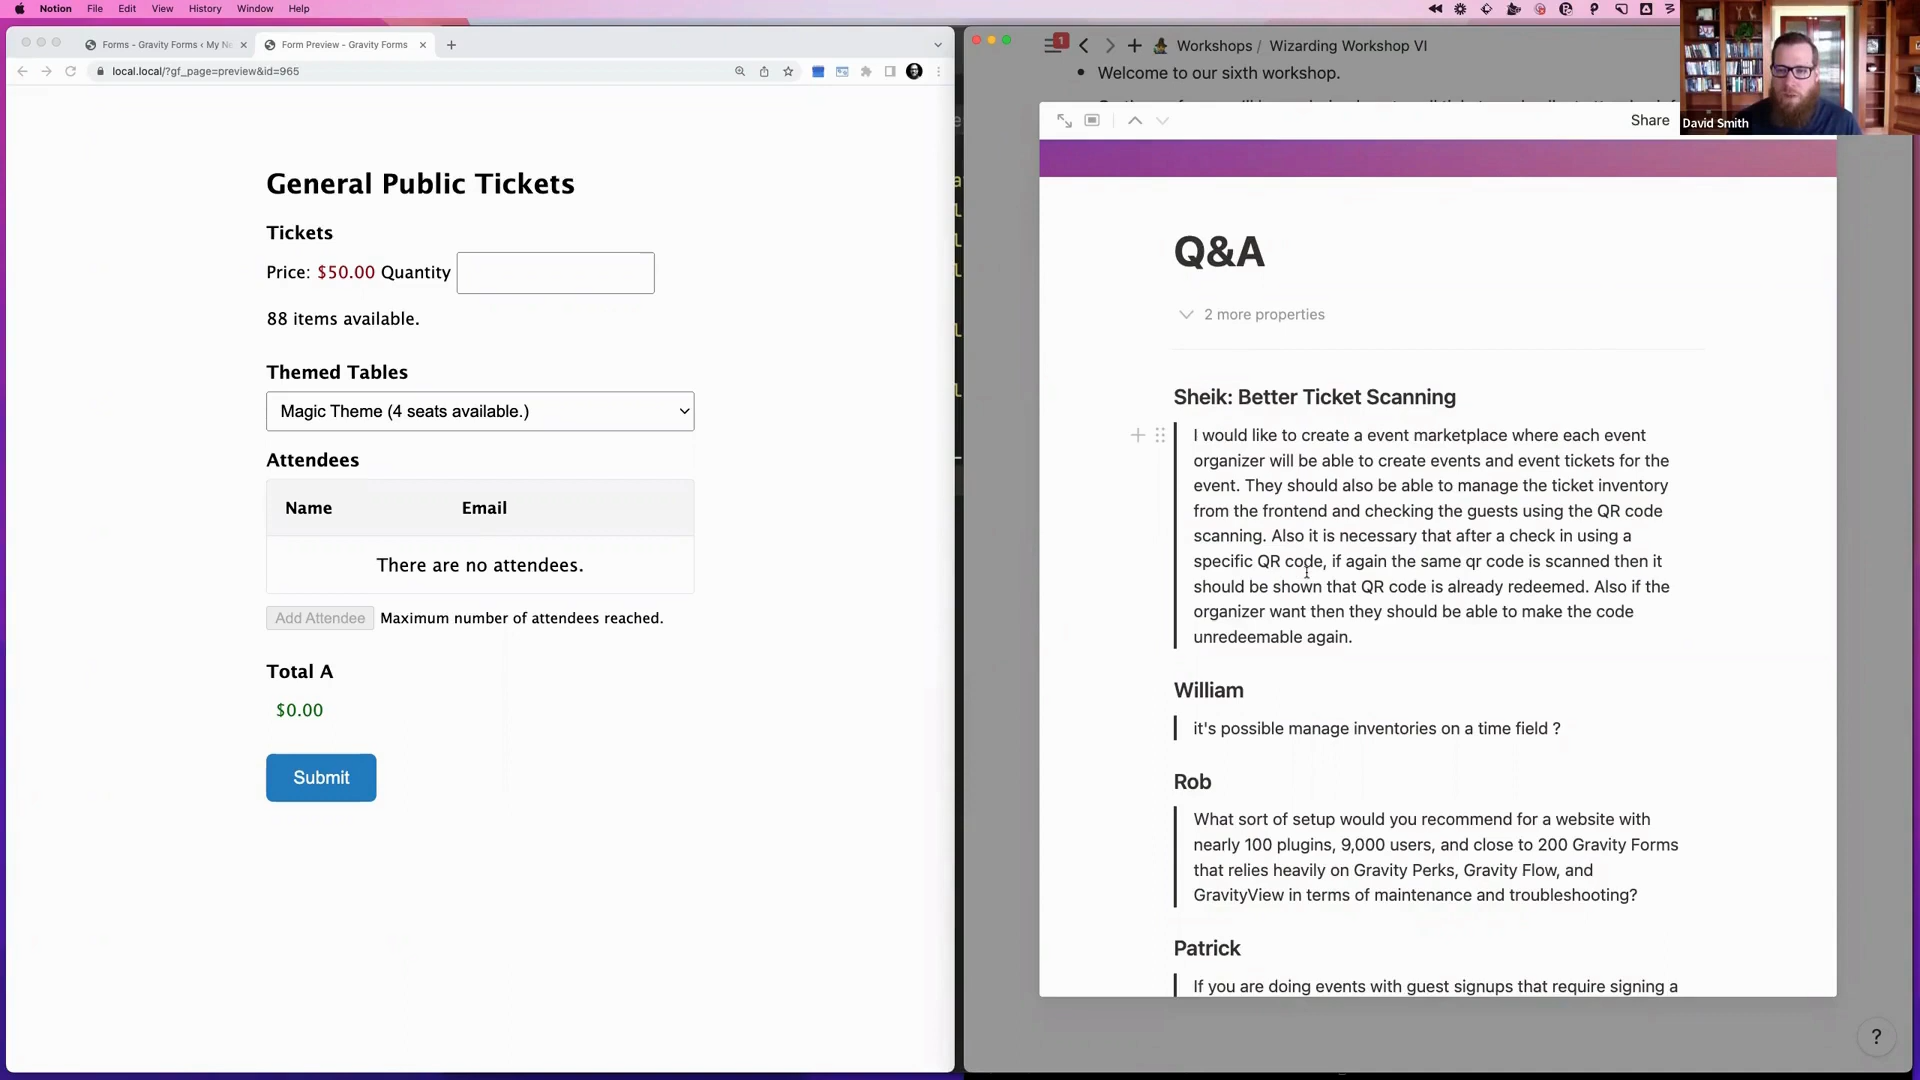 Notion File Edit View History Window Help
Forms - Gravity Forms ‹ My N
Form Preview - Gravity Forms
local.local/?gf_page=preview&id=965
General Public Tickets
Tickets
Price: $50.00 Quantity
88 items available.
Themed Tables
Magic Theme (4 seats available.)
Attendees
Name Email
There are no attendees.
Add Attendee Maximum number of attendees reached.
Total A
$0.00
Submit
1
Workshops / Wizarding Workshop VI
Welcome to our sixth workshop.
Share
David Smith
Q&A
2 more properties
Sheik: Better Ticket Scanning
I would like to create a event marketplace where each event
organizer will be able to create events and event tickets for the
event. They should also be able to manage the ticket inventory
from the frontend and checking the guests using the QR code
scanning. Also it is necessary that after a check in using a
specific QR code, if again the same qr code is scanned then it
should be shown that QR code is already redeemed. Also if the
organizer want then they should be able to make the code
unredeemable again.
William
it's possible manage inventories on a time field ?
Rob
What sort of setup would you recommend for a website with
nearly 100 plugins, 9,000 users, and close to 200 Gravity Forms
that relies heavily on Gravity Perks, Gravity Flow, and
GravityView in terms of maintenance and troubleshooting?
Patrick
If you are doing events with guest signups that require signing a
?